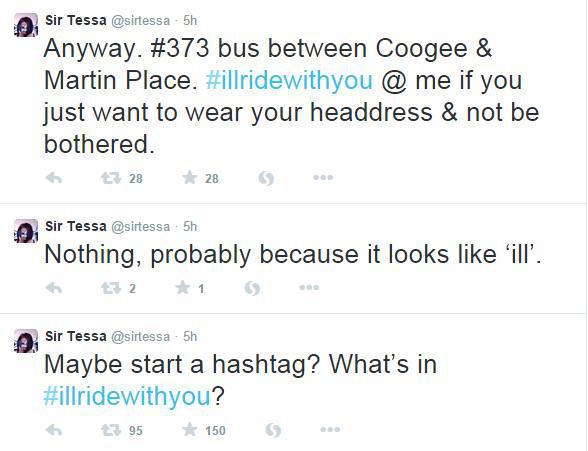 Sir Tessa @sirtessa · 5h
Anyway. #373 bus between Coogee &
Martin Place. #illridewithyou @ me if you
just want to wear your headdress & not be
bothered.
28 28
Sir Tessa @sirtessa · 5h
Nothing, probably because it looks like ‘ill’.
2 1
Sir Tessa @sirtessa · 5h
Maybe start a hashtag? What’s in
#illridewithyou?
95 150